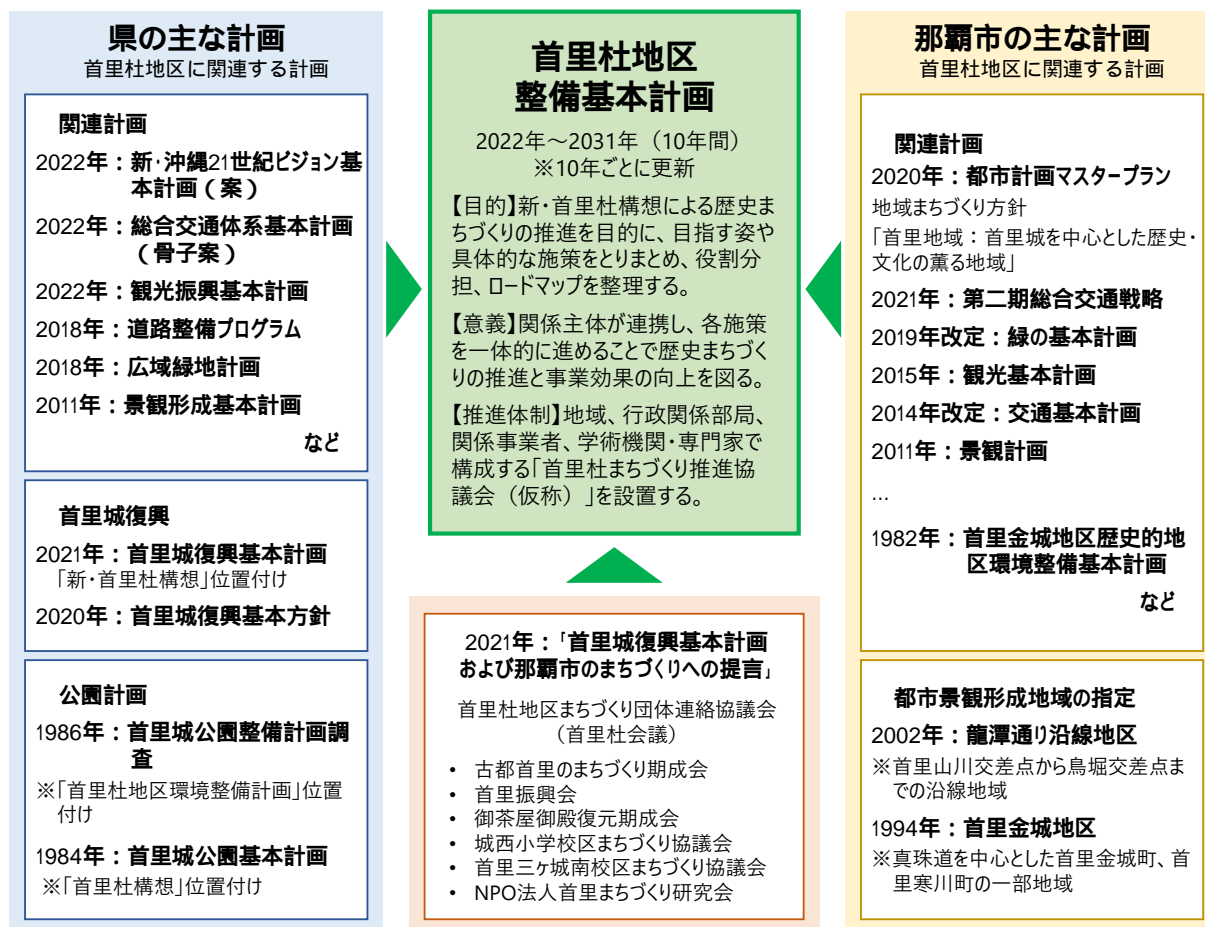 県の主な計画
首里杜地区に関連する計画
関連計画
2022年：新･沖縄21世紀ビジョン基
本計画（案）
2022年：総合交通体系基本計画
（骨子案）
2022年：観光振興基本計画
2018年：道路整備プログラム
2018年：広域緑地計画
2011年：景観形成基本計画
など
首里城復興
2021年：首里城復興基本計画
「新･首里杜構想」位置付け
2020年：首里城復興基本方針
公園計画
1986年：首里城公園整備計画調
査
※「首里杜地区環境整備計画」位置
付け
1984年：首里城公園基本計画
※「首里杜構想」位置付け
首里杜地区
整備基本計画
2022年～2031年（10年間）
※10年ごとに更新
【目的】新・首里杜構想による歴史ま
ちづくりの推進を目的に、目指す姿や
具体的な施策をとりまとめ、役割分
担、ロードマップを整理する。
【意義】関係主体が連携し、各施策
を一体的に進めることで歴史まちづく
りの推進と事業効果の向上を図る。
【推進体制】地域、行政関係部局、
関係事業者、学術機関・専門家で
構成する「首里杜まちづくり推進協
議会（仮称）」を設置する。
2021年：「首里城復興基本計画
および那覇市のまちづくりへの提言」
首里杜地区まちづくり団体連絡協議会
（首里杜会議）
• 古都首里のまちづくり期成会
• 首里振興会
• 御茶屋御殿復元期成会
• 城西小学校区まちづくり協議会
• 首里三ヶ城南校区まちづくり協議会
• NPO法人首里まちづくり研究会
那覇市の主な計画
首里杜地区に関連する計画
関連計画
2020年：都市計画マスタープラン
地域まちづくり方針
「首里地域：首里城を中心とした歴史・
文化の薫る地域」
2021年：第二期総合交通戦略
2019年改定：緑の基本計画
2015年：観光基本計画
2014年改定：交通基本計画
2011年：景観計画
…
1982年：首里金城地区歴史的地
区環境整備基本計画
など
都市景観形成地域の指定
2002年：龍潭通り沿線地区
※首里山川交差点から鳥堀交差点ま
での沿線地域
1994年：首里金城地区
※真珠道を中心とした首里金城町、首
里寒川町の一部地域